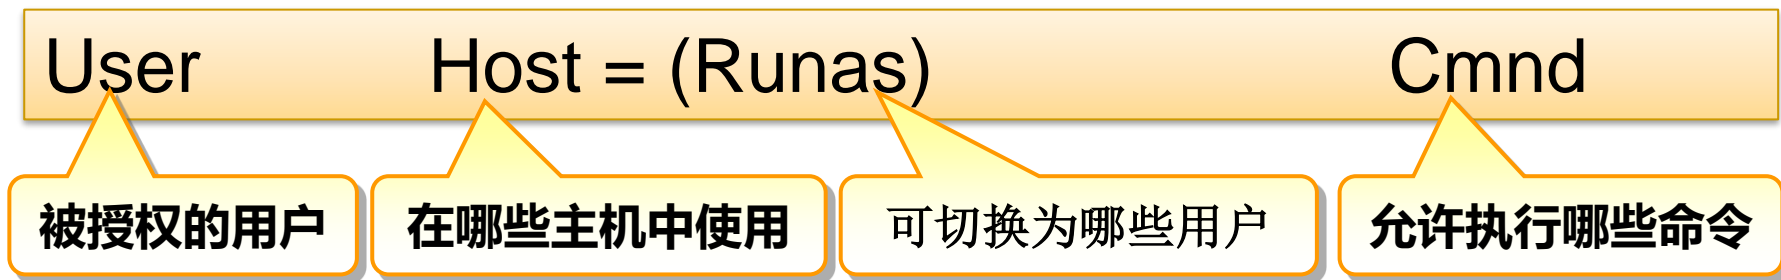 User Host = (Runas) Cmnd
被授权的用户 在哪些主机中使用 可切换为哪些用户 允许执行哪些命令